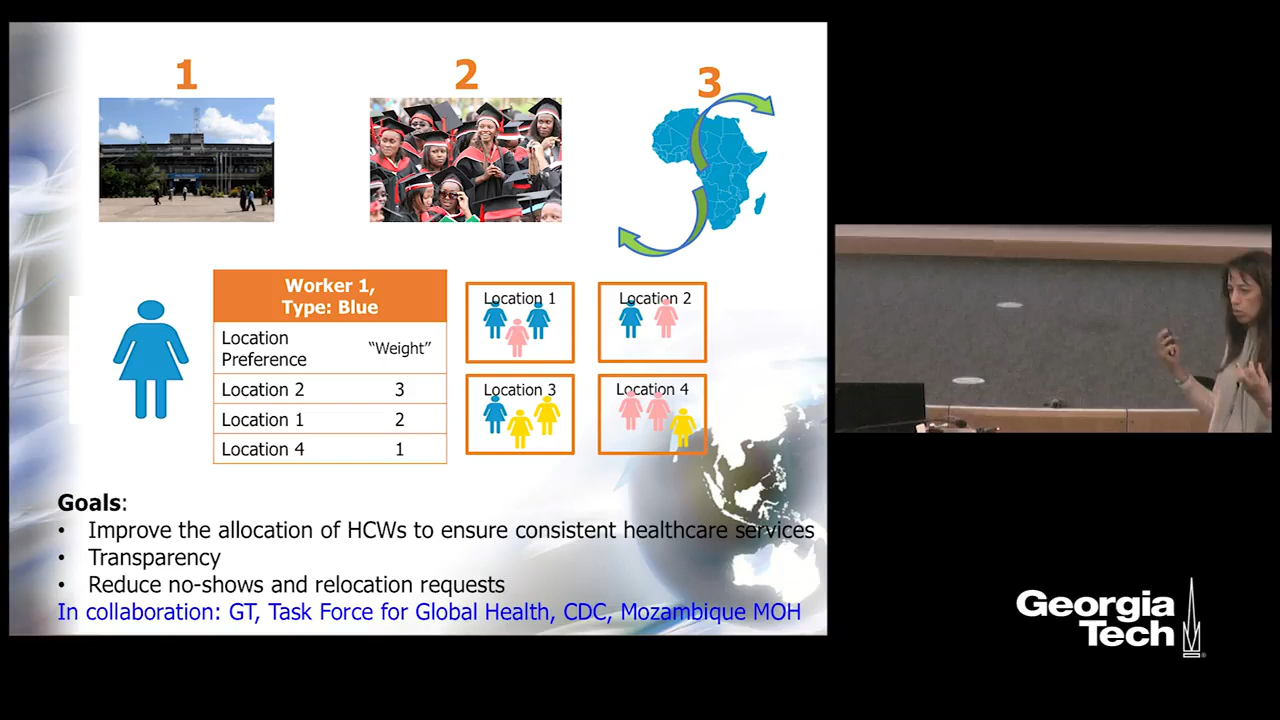 1
2
3
Worker 1,
Type: Blue
Location
Preference
“Weight”
Location 2 3
Location 1 2
Location 4 1
Location 1
Location 2
Location 3
Location 4
Goals:
• Improve the allocation of HCWs to ensure consistent healthcare services
• Transparency
• Reduce no-shows and relocation requests
In collaboration: GT, Task Force for Global Health, CDC, Mozambique MOH
Georgia
Tech